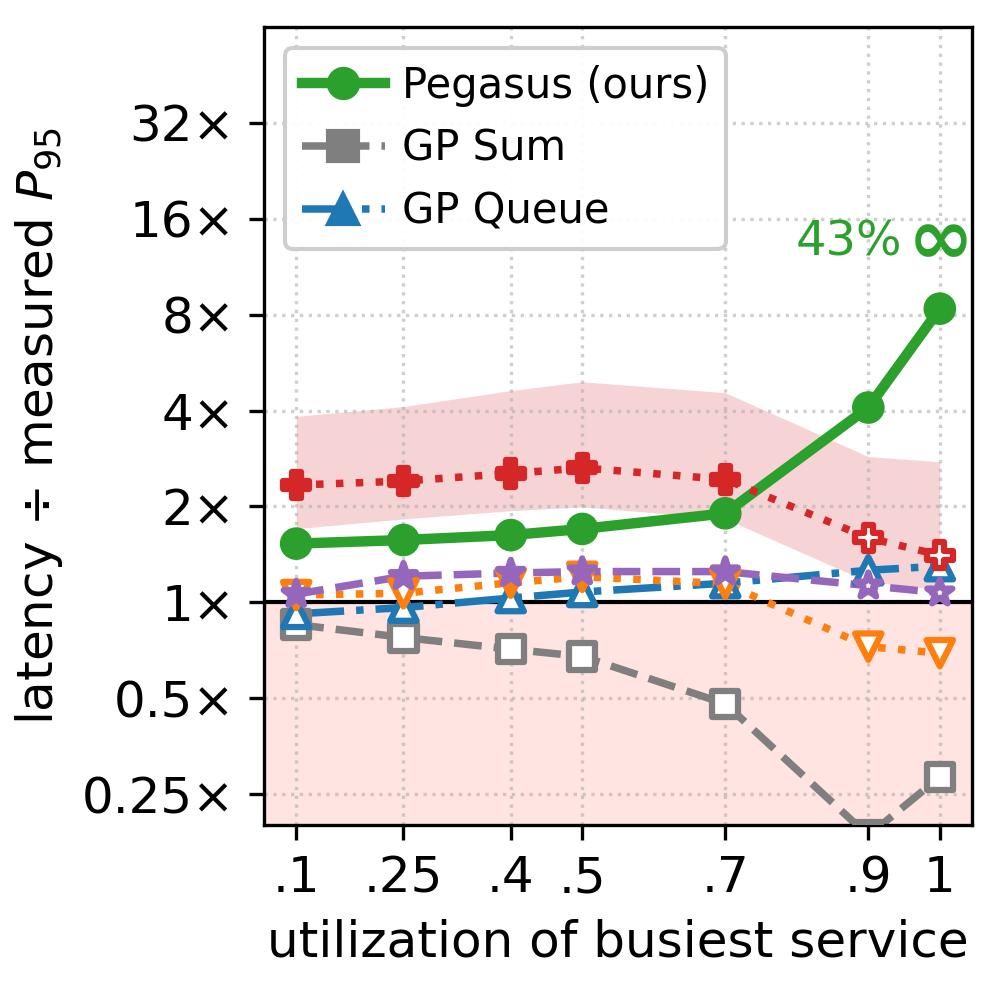 latency ÷ measured P95
32×
16×
8×
4×
2×
1×
0.5×
0.25×
Pegasus (ours)
GP Sum
GP Queue
43% ∞
.1 .25 .4 .5 .7 .9 1
utilization of busiest service